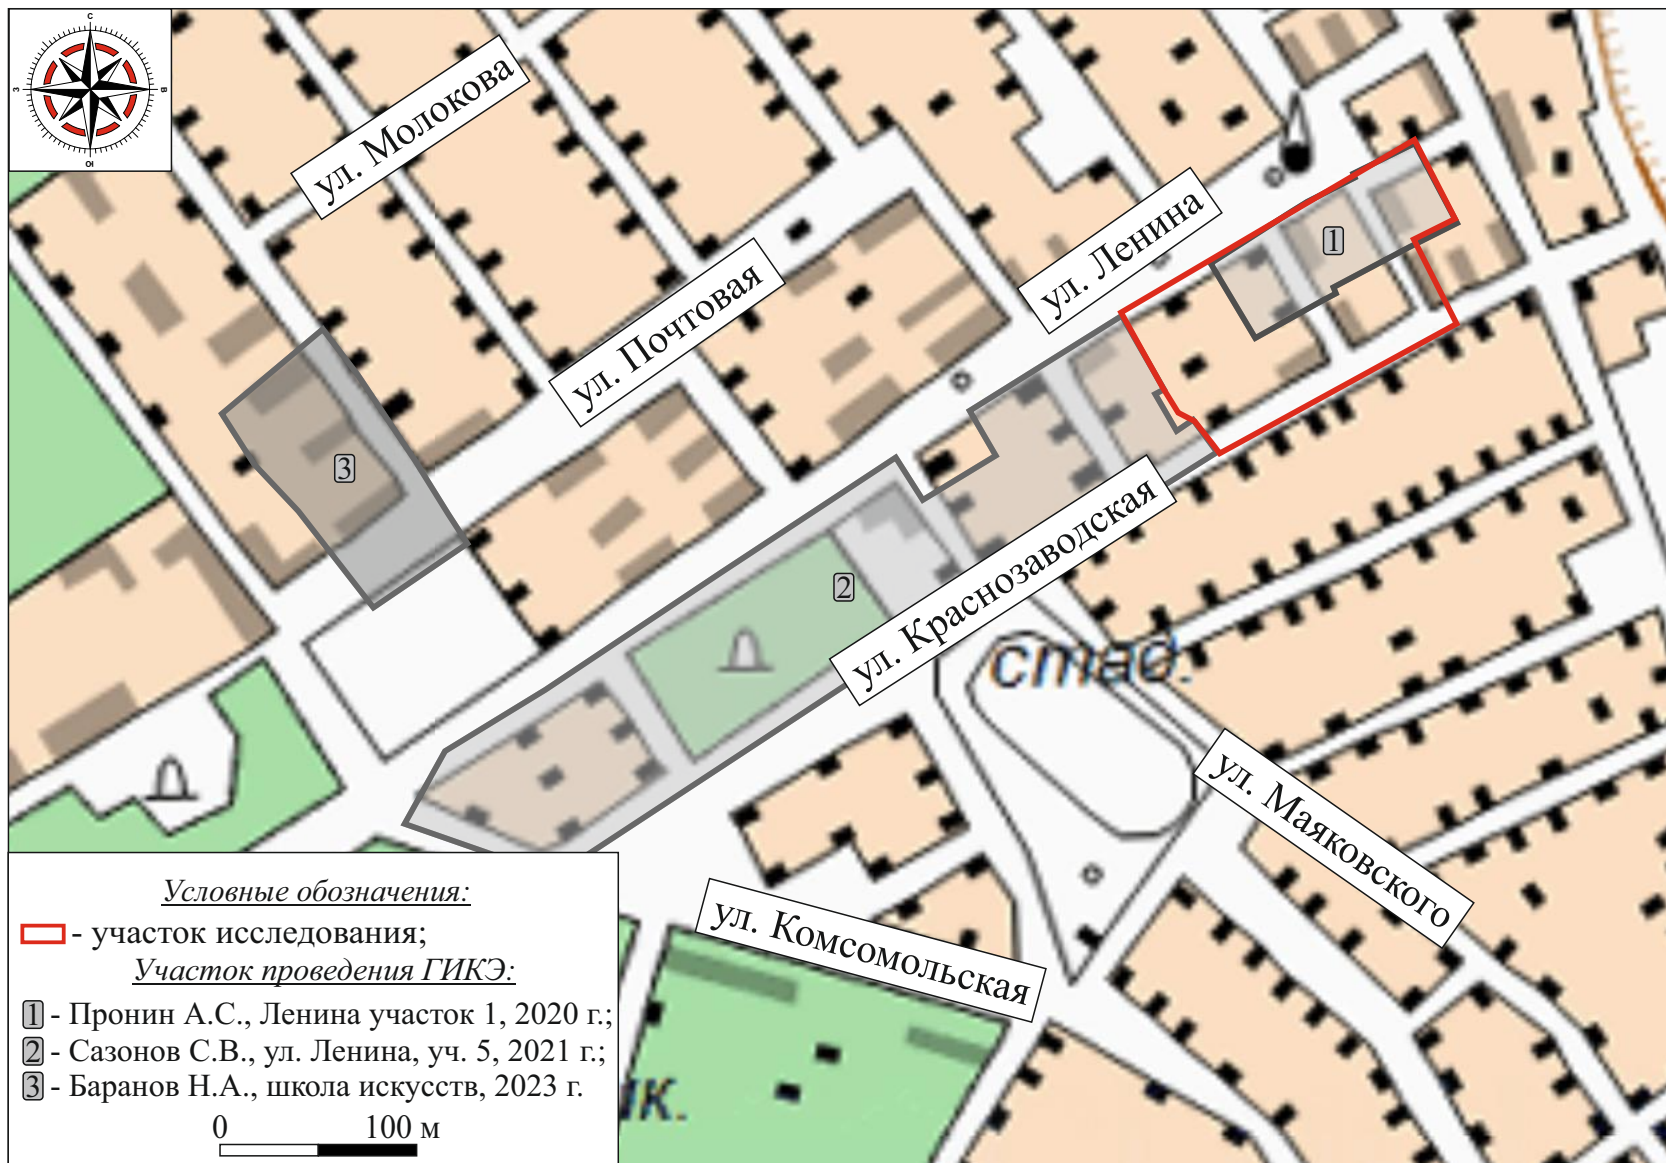 С
З
В
Ю
ул. Молокова
ул. Ленина
ул. Почтовая
1
3
2
ул. Краснозаводская
стад.
ул. Маяковского
ул. Комсомольская
Условные обозначения:
- участок исследования;
Участок проведения ГИКЭ:
1 - Пронин А.С., Ленина участок 1, 2020 г.;
2 - Сазонов С.В., ул. Ленина, уч. 5, 2021 г.;
3 - Баранов Н.А., школа искусств, 2023 г.
0 100 м